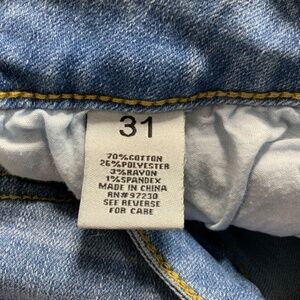 31
70%COTTON
26%POLYESTER
3%RAYON
1%SPANDEX
MADE IN CHINA
RN#97230
SEE REVERSE
FOR CARE